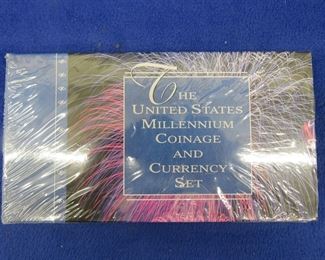 The
United States
Millennium
Coinage
and
Currency
Set